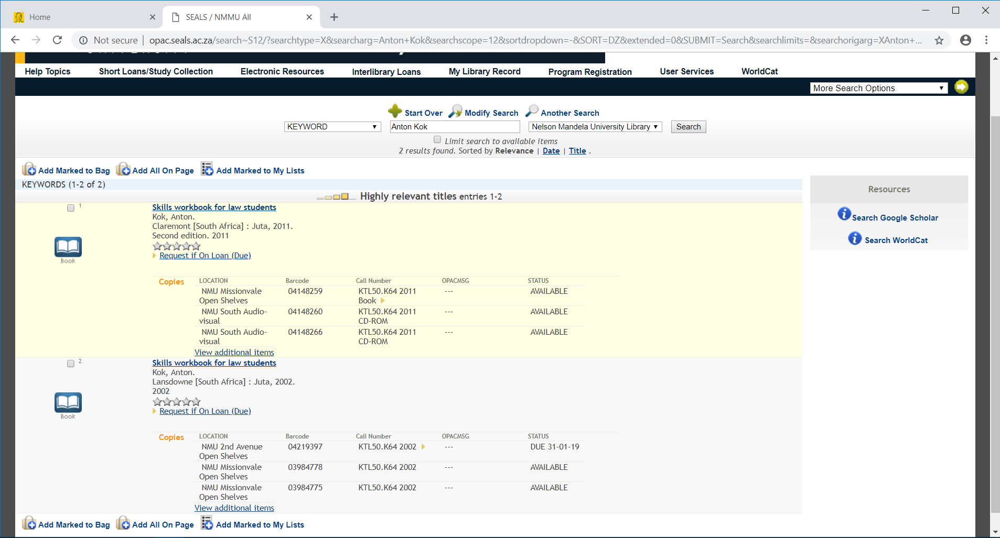 Home
SEALS / NMMU All
Not secure | opac.seals.ac.za/search~S12/?searchtype=X&searcharg=Anton+Kok&searchscope=12&sortdropdown=-&SORT=DZ&extended=0&SUBMIT=Search&searchlimits=&searchorigarg=XAnton+...
Help Topics Short Loans/Study Collection Electronic Resources Interlibrary Loans My Library Record Program Registration User Services WorldCat
More Search Options
Start Over Modify Search Another Search
KEYWORD Anton Kok Nelson Mandela University Library Search
Limit search to available items
2 results found. Sorted by Relevance | Date | Title .
Add Marked to Bag Add All On Page Add Marked to My Lists
KEYWORDS (1-2 of 2)
Highly relevant titles entries 1-2
Resources
Search Google Scholar
Search WorldCat
1 Skills workbook for law students
Kok, Anton.
Claremont [South Africa] : Juta, 2011.
Second edition. 2011
Book
Request if On Loan (Due)
Copies LOCATION Barcode Call Number OPACMSG STATUS
NMU Missionvale 04148259 KTL50.K64 2011 --- AVAILABLE
Open Shelves Book
NMU South Audio- 04148260 KTL50.K64 2011 --- AVAILABLE
visual CD-ROM
NMU South Audio- 04148266 KTL50.K64 2011 --- AVAILABLE
visual CD-ROM
View additional items
2 Skills workbook for law students
Kok, Anton.
Lansdowne [South Africa] : Juta, 2002.
2002
Book
Request if On Loan (Due)
Copies LOCATION Barcode Call Number OPACMSG STATUS
NMU 2nd Avenue 04219397 KTL50.K64 2002 --- DUE 31-01-19
Open Shelves
NMU Missionvale 03984778 KTL50.K64 2002 --- AVAILABLE
Open Shelves
NMU Missionvale 03984775 KTL50.K64 2002 --- AVAILABLE
Open Shelves
View additional items
Add Marked to Bag Add All On Page Add Marked to My Lists